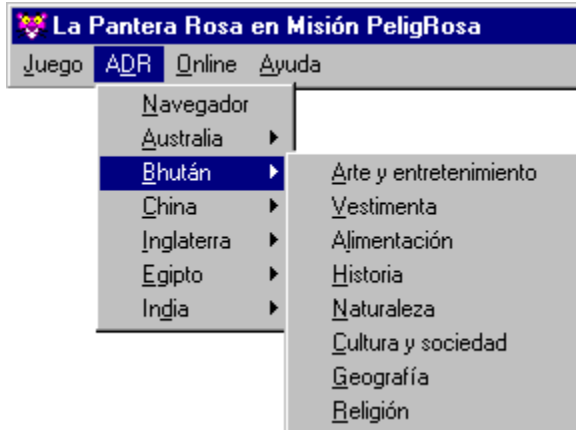 La Pantera Rosa en Misión PeligRosa
Juego ADR Online Ayuda
Navegador
Australia
Bhután
China
Inglaterra
Egipto
India
Arte y entretenimiento
Vestimenta
Alimentación
Historia
Naturaleza
Cultura y sociedad
Geografía
Religión